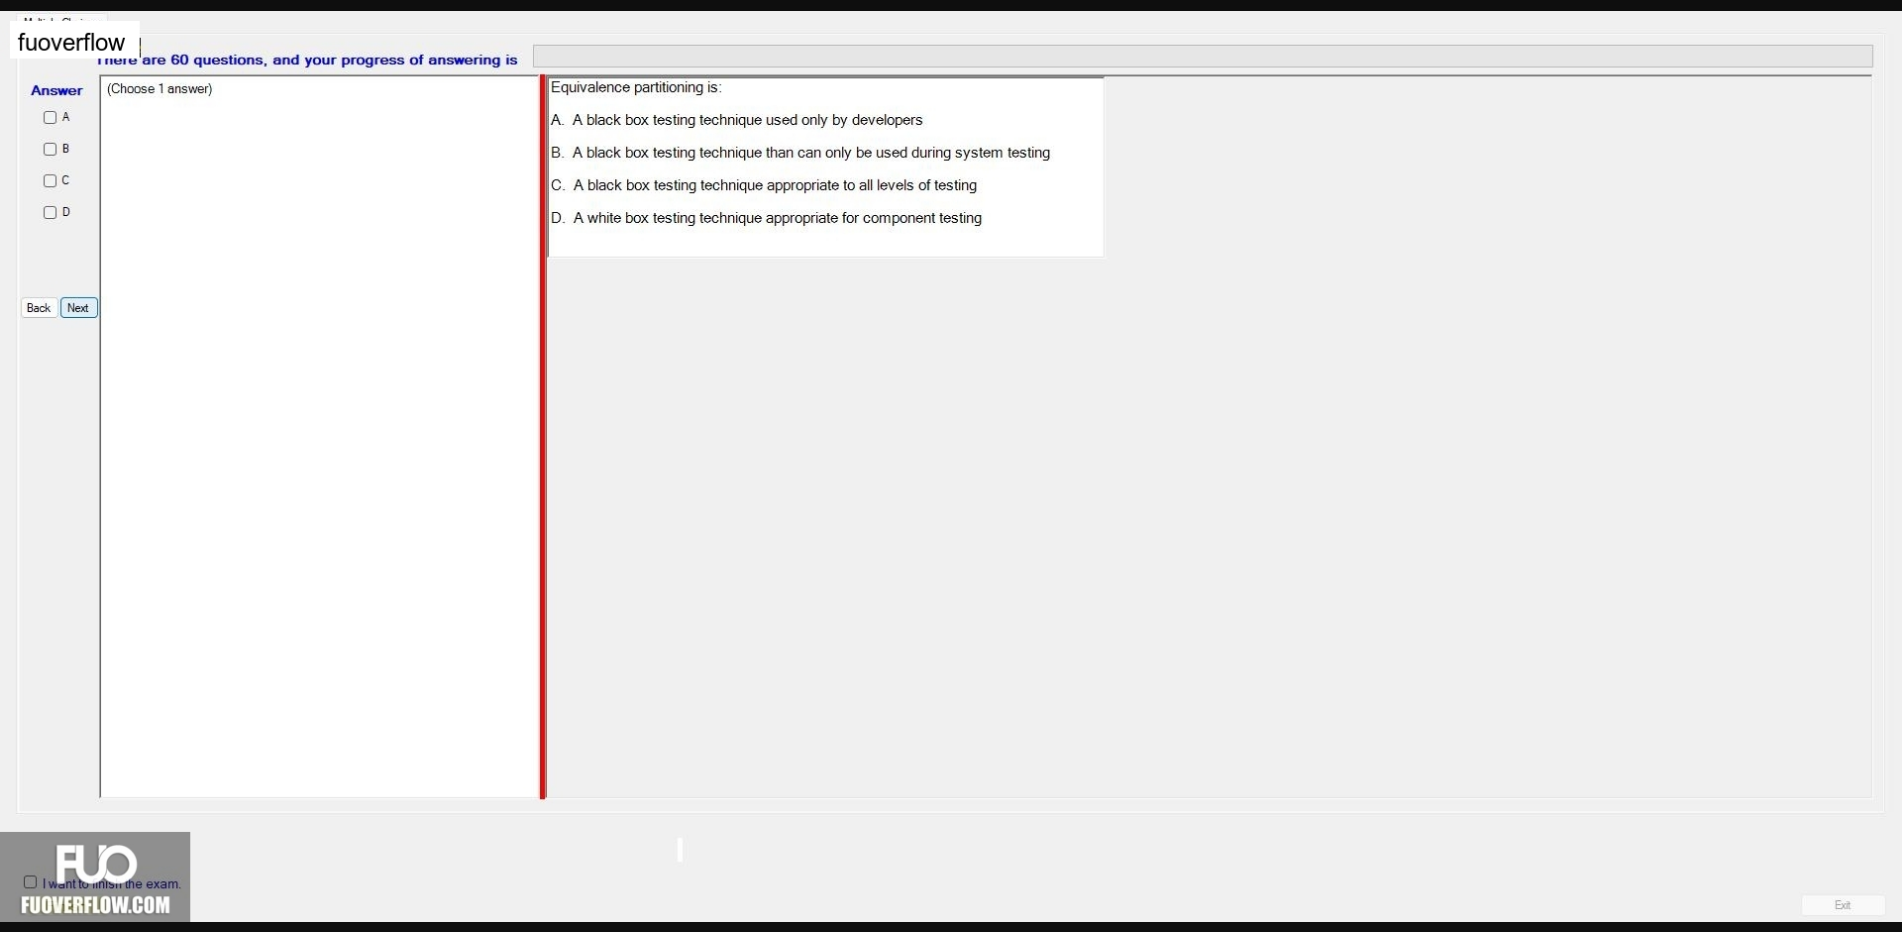 fuoverflow
There are 60 questions, and your progress of answering is
Answer
(Choose 1 answer)
A
B
C
D
Back
Next
Equivalence partitioning is:
A. A black box testing technique used only by developers
B. A black box testing technique than can only be used during system testing
C. A black box testing technique appropriate to all levels of testing
D. A white box testing technique appropriate for component testing
FUO
I want to finish the exam.
FUOVERFLOW.COM
Exit